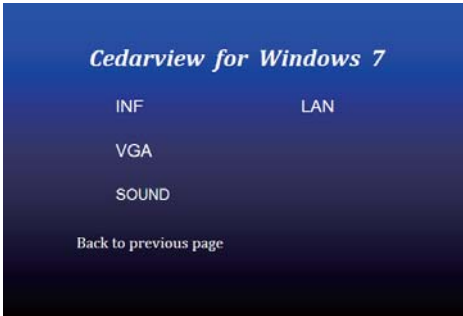 Cedarview for Windows 7
INF LAN
VGA
SOUND
Back to previous page